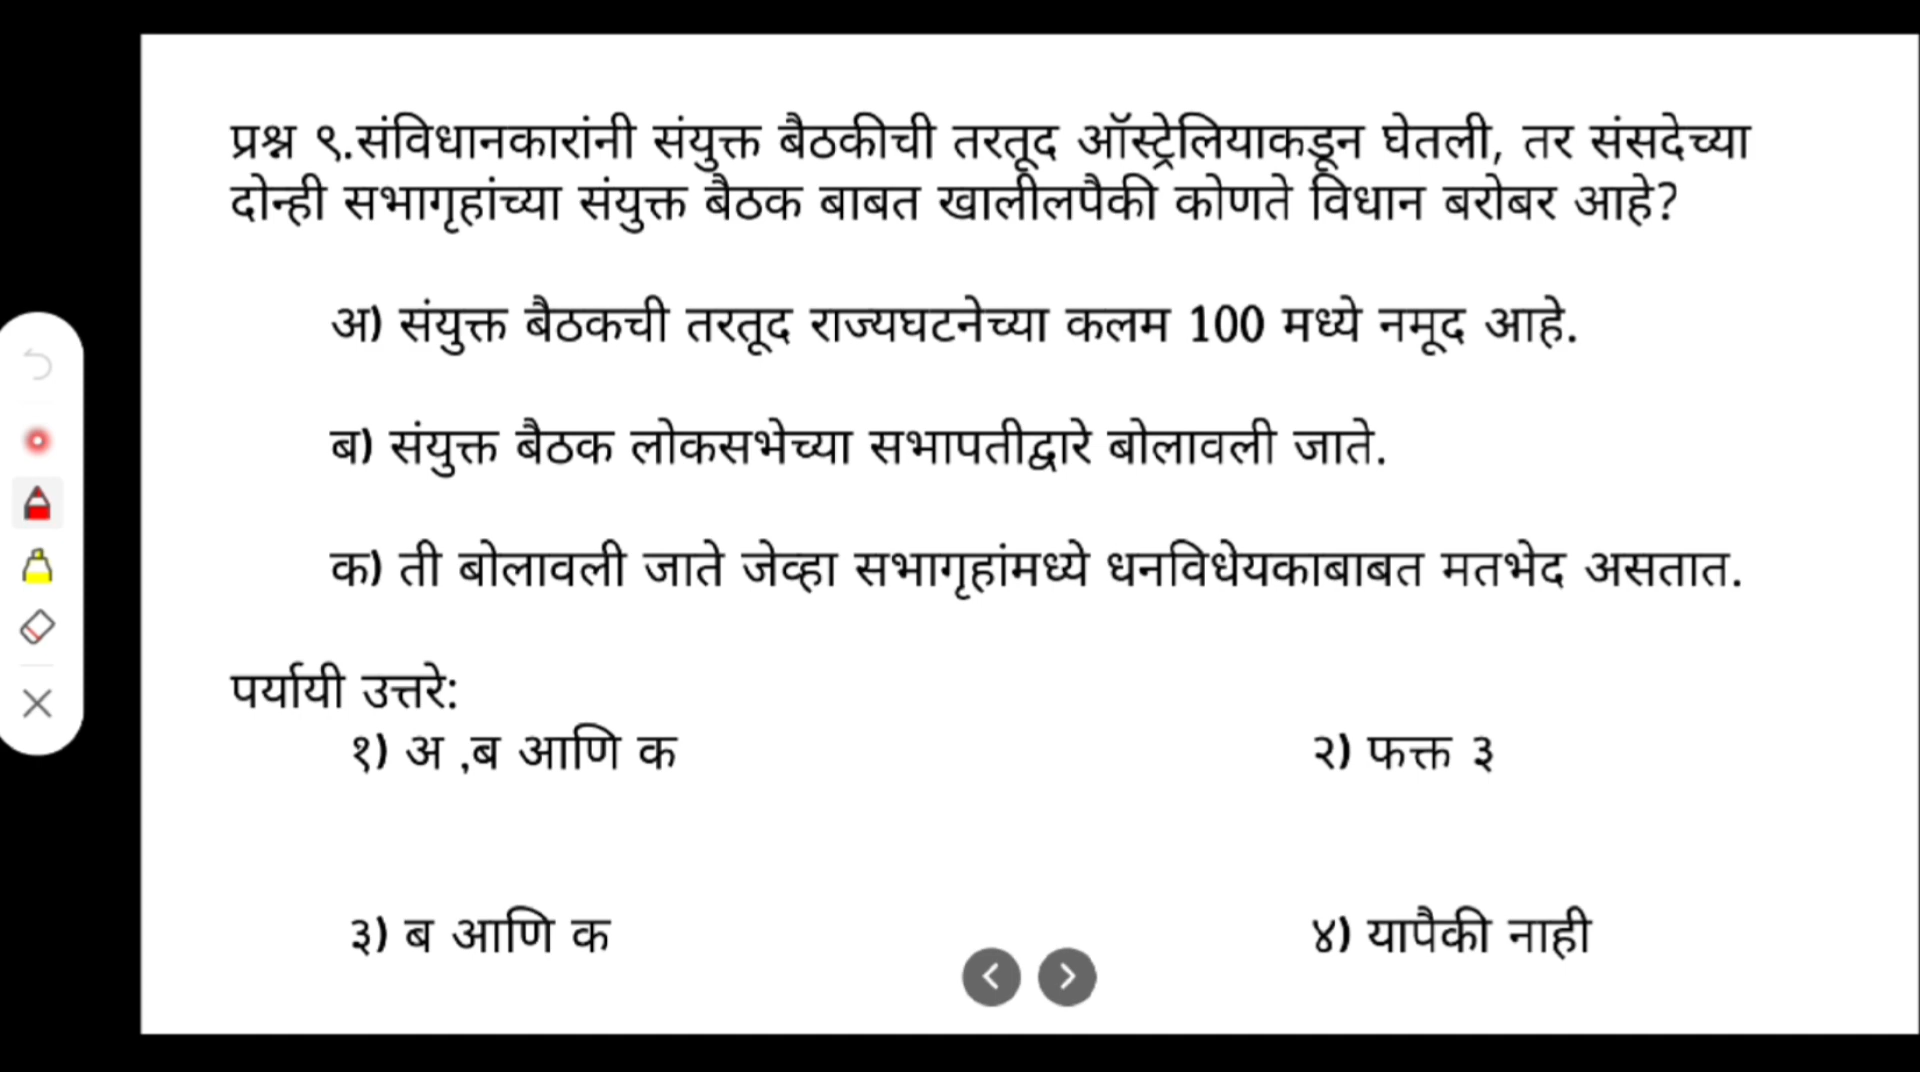 प्रश्न ९.संविधानकारांनी संयुक्त बैठकीची तरतूद ऑस्ट्रेलियाकडून घेतली, तर संसदेच्या
दोन्ही सभागृहांच्या संयुक्त बैठक बाबत खालीलपैकी कोणते विधान बरोबर आहे?
अ) संयुक्त बैठकची तरतूद राज्यघटनेच्या कलम 100 मध्ये नमूद आहे.
ब) संयुक्त बैठक लोकसभेच्या सभापतीद्वारे बोलावली जाते.
क) ती बोलावली जाते जेव्हा सभागृहांमध्ये धनविधेयकाबाबत मतभेद असतात.
पर्यायी उत्तरे:
१) अ ,ब आणि क
२) फक्त ३
३) ब आणि क
४) यापैकी नाही